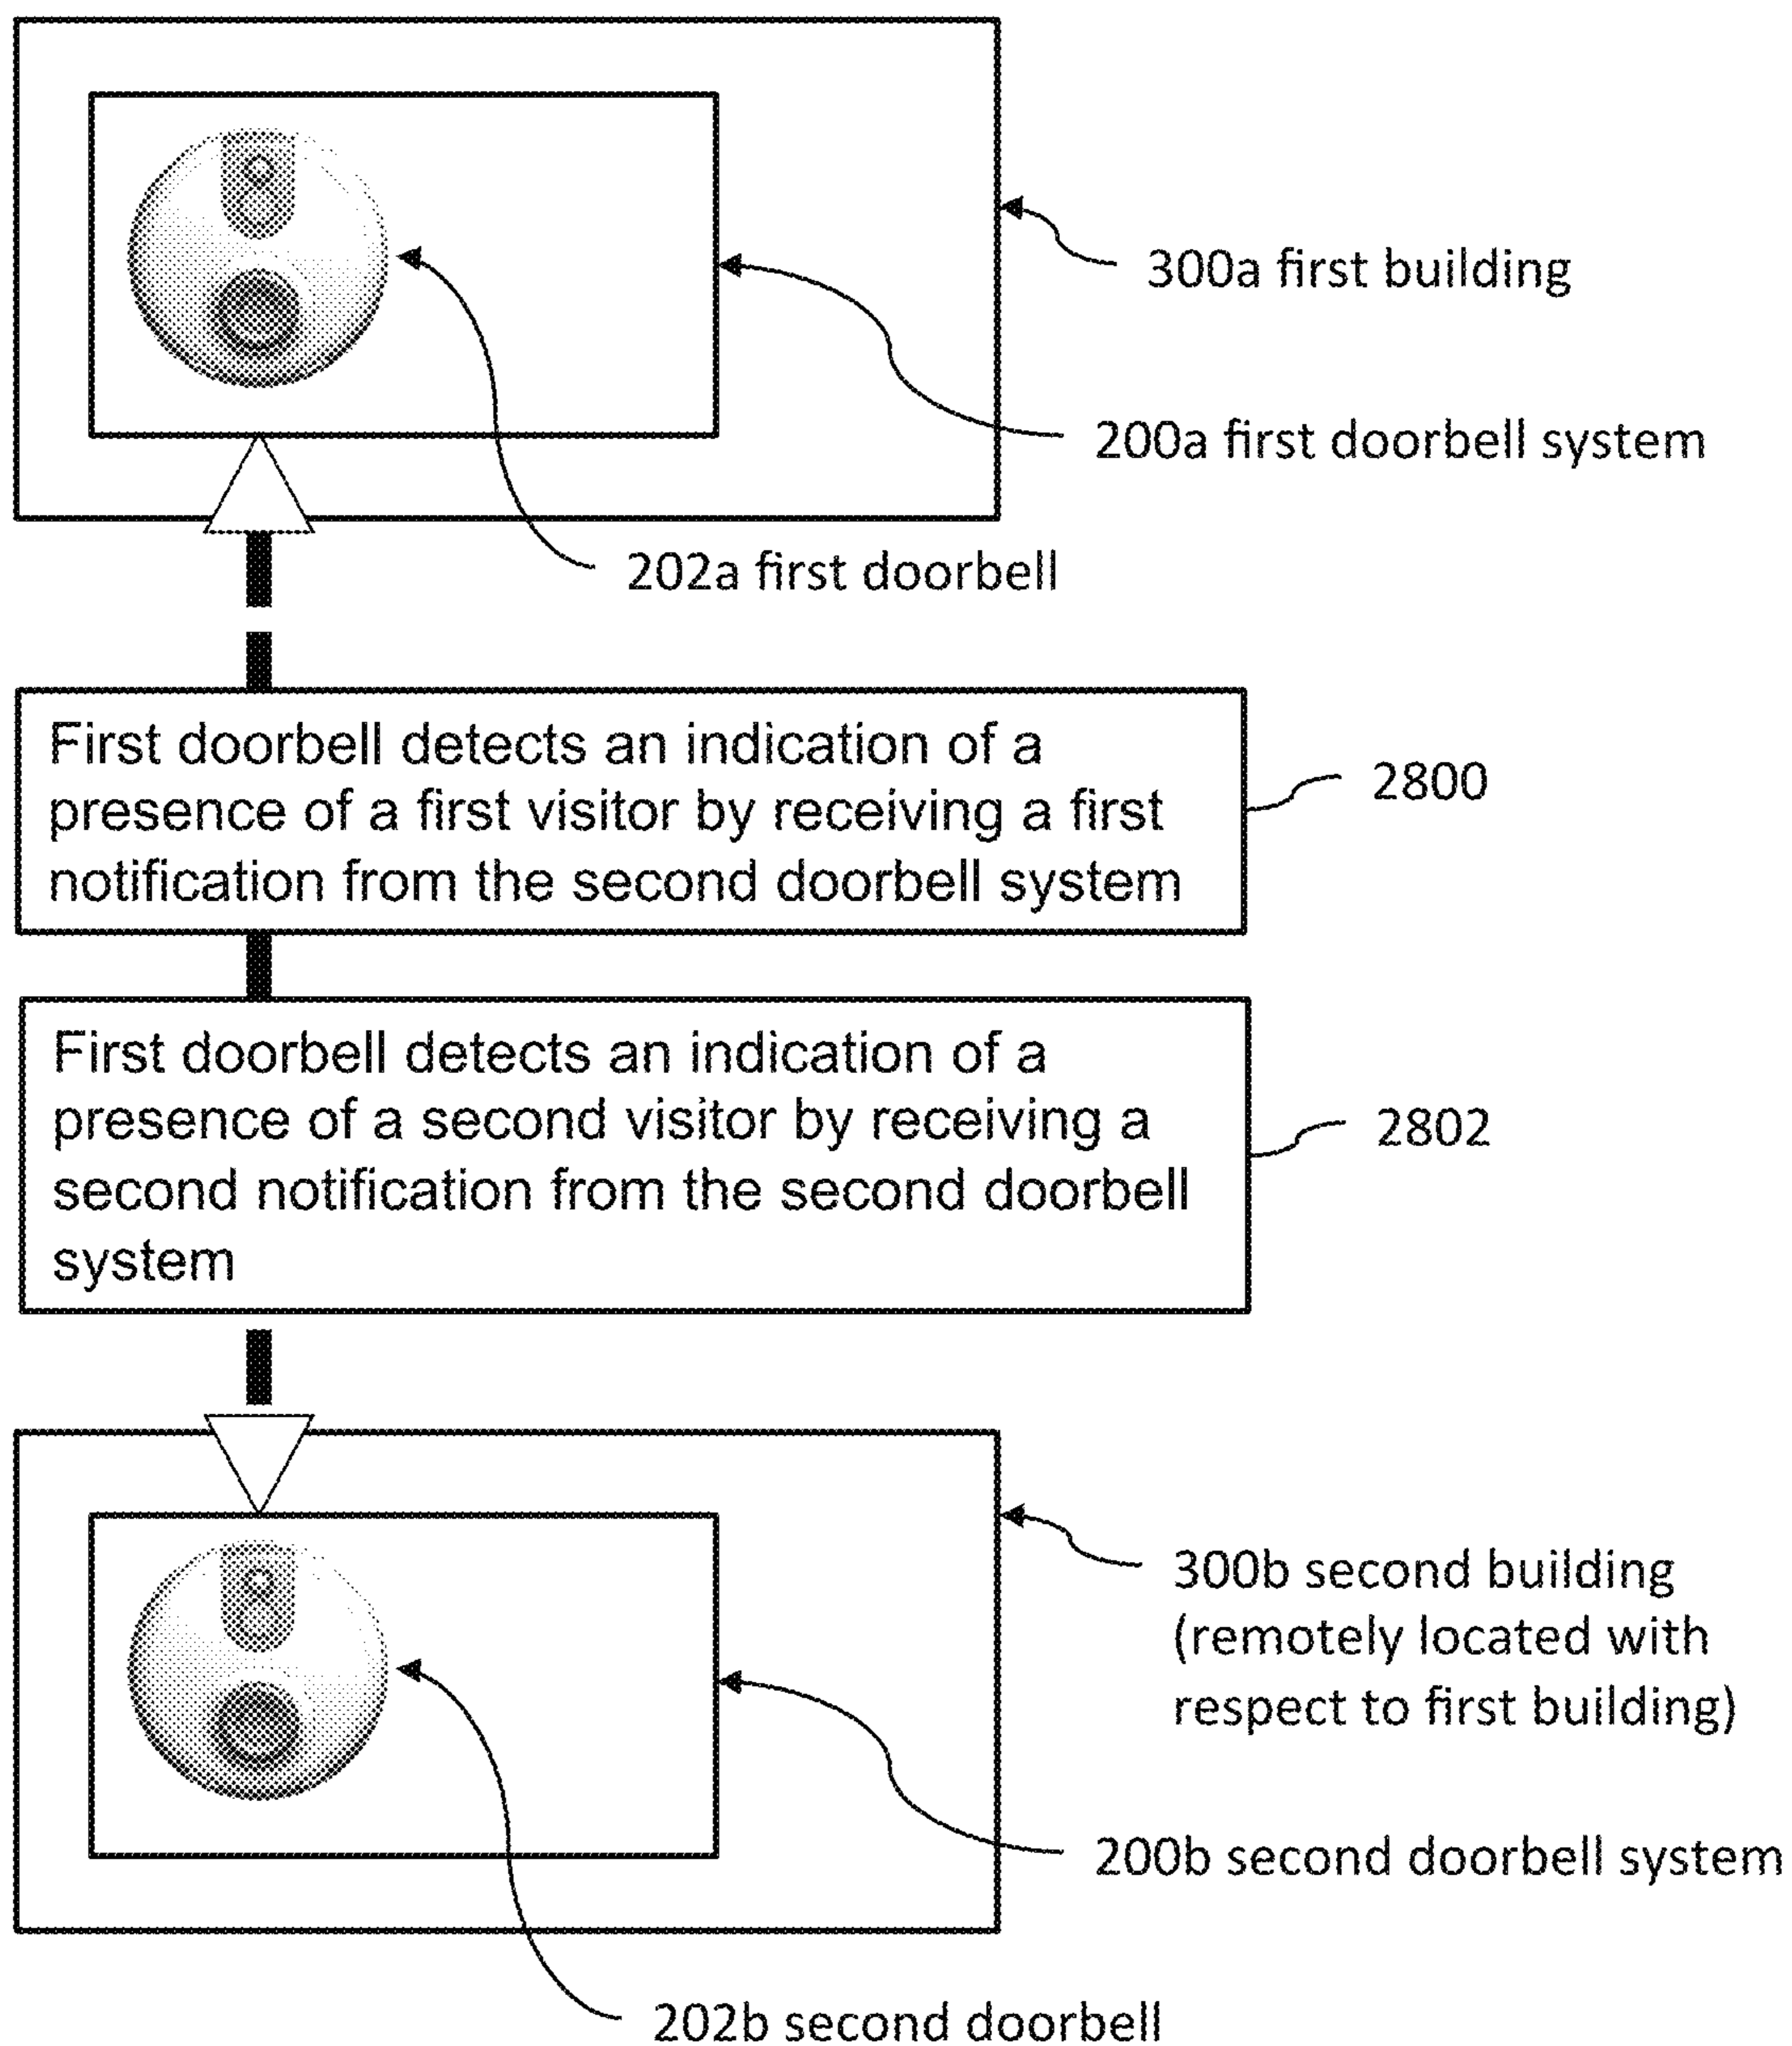 300a first building
200a first doorbell system
202a first doorbell
First doorbell detects an indication of a
presence of a first visitor by receiving a first
notification from the second doorbell system
2800
First doorbell detects an indication of a
presence of a second visitor by receiving a
second notification from the second doorbell
system
2802
300b second building
(remotely located with
respect to first building)
200b second doorbell system
202b second doorbell